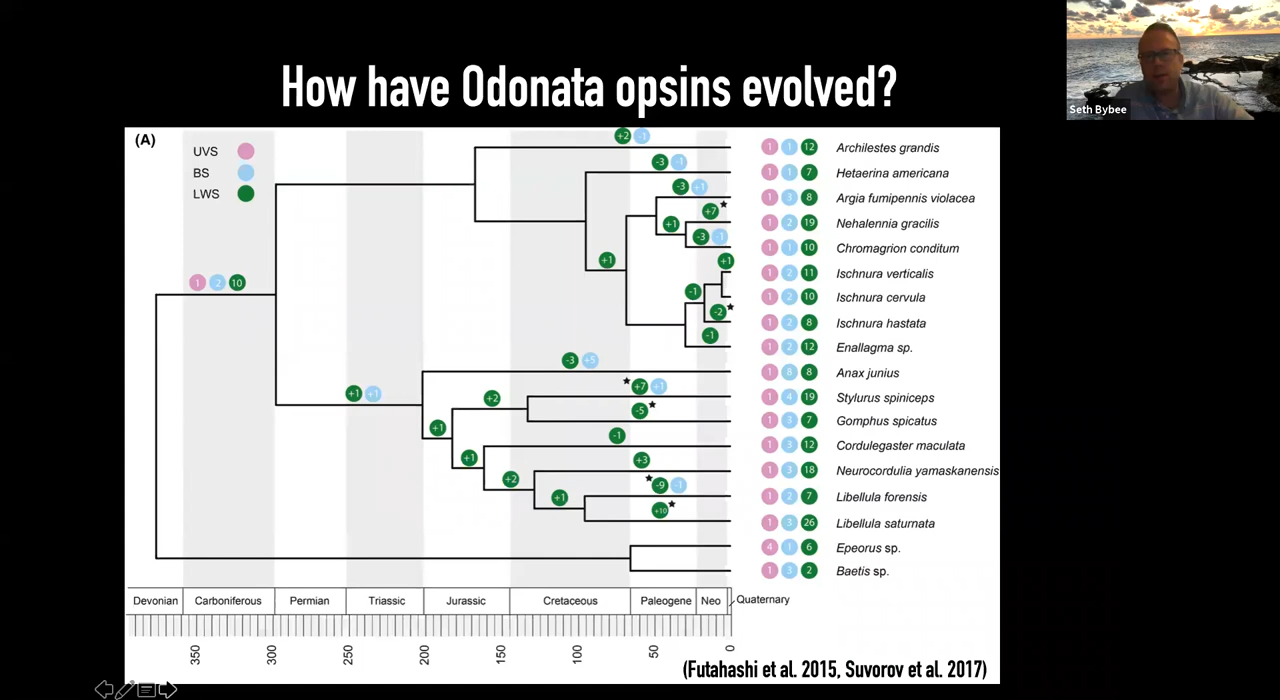 How have Odonata opsins evolved?
Seth Bybee
(A)
UVS
BS
LWS
+2 -1
1 1 12 Archilestes grandis
-3 -1
1 1 7 Hetaerina americana
-3 +1
1 3 8 Argia fumipennis violacea
+7
1 2 19 Nehalennia gracilis
+1
-3 -1
1 1 10 Chromagrion conditum
+1
+1
1 2 11 Ischnura verticalis
1 2 10
-1
1 2 10 Ischnura cervula
-2
1 2 8 Ischnura hastata
-1
1 2 12 Enallagma sp.
-3 +5
1 8 8 Anax junius
+1 +1
+7 +1
+2
1 4 19 Stylurus spiniceps
-5
1 3 7 Gomphus spicatus
+1
-1
1 3 12 Cordulegaster maculata
+1
+3
1 3 18 Neurocordulia yamaskanensis
+2
-9 -1
+1
1 2 7 Libellula forensis
+10
1 3 26 Libellula saturnata
4 1 6 Epeorus sp.
1 3 2 Baetis sp.
Devonian Carboniferous Permian Triassic Jurassic Cretaceous Paleogene Neo Quaternary
350 300 250 200 150 100 50 0
(Futahashi et al. 2015, Suvorov et al. 2017)